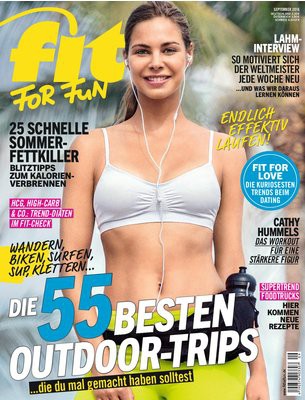 SEPTEMBER 2016
fit
FOR FUN
LAHM-
INTERVIEW
SO MOTIVIERT SICH
DER WELTMEISTER
JEDE WOCHE NEU
...UND WAS WIR DARAUS
LERNEN KÖNNEN
ENDLICH
EFFEKTIV
LAUFEN!
25 SCHNELLE
SOMMER-
FETTKILLER
BLITZTIPPS
ZUM KALORIEN-
VERBRENNEN
FIT FOR
LOVE
DIE KURIOSESTEN
TRENDS BEIM
DATING
HCG, HIGH-CARB
& CO.: TREND-DIÄTEN
IM FIT-CHECK
CATHY
HUMMELS
DAS WORKOUT
FÜR EINE
STÄRKERE FIGUR
WANDERN,
BIKEN, SURFEN,
SUP, KLETTERN...
SUPERTREND
FOODTRUCKS
HIER
KOMMEN
NEUE
REZEPTE
DIE 55 BESTEN
OUTDOOR-TRIPS
...die du mal gemacht haben solltest